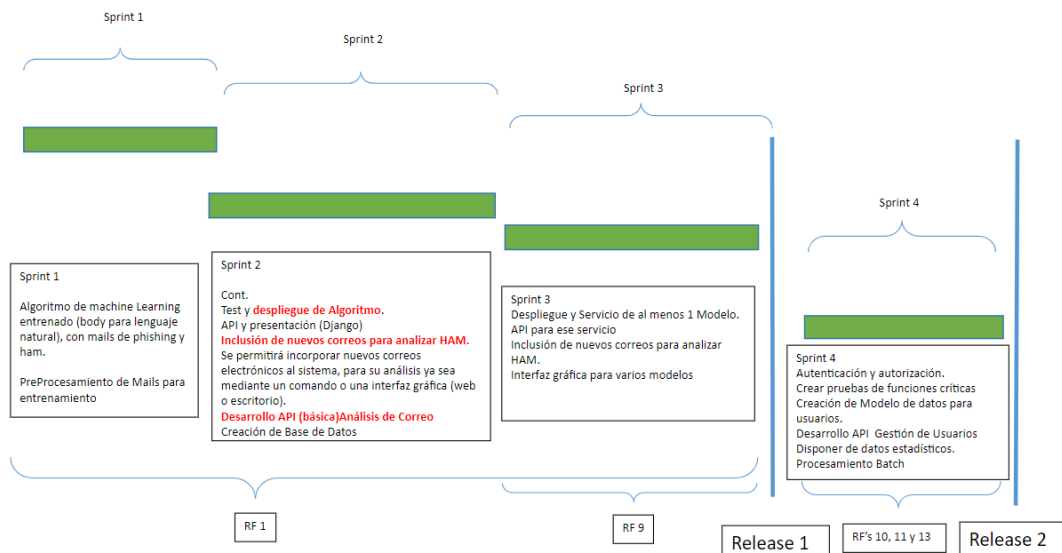 Sprint 1
Sprint 2
Sprint 3
Sprint 4
Sprint 1
Algoritmo de machine Learning
entrenado (body para lenguaje
natural), con mails de phishing y
ham.
PreProcesamiento de Mails para
entrenamiento
Sprint 2
Cont.
Test y despliegue de Algoritmo.
API y presentación (Django)
Inclusión de nuevos correos para analizar HAM.
Se permitirá incorporar nuevos correos
electrónicos al sistema, para su análisis ya sea
mediante un comando o una interfaz gráfica (web
o escritorio).
Desarrollo API (básica)Análisis de Correo
Creación de Base de Datos
Sprint 3
Despliegue y Servicio de al menos 1 Modelo.
API para ese servicio
Inclusión de nuevos correos para analizar
HAM.
Interfaz gráfica para varios modelos
Sprint 4
Autenticación y autorización.
Crear pruebas de funciones críticas
Creación de Modelo de datos para
usuarios.
Desarrollo API Gestión de Usuarios
Disponer de datos estadísticos.
Procesamiento Batch
RF 1
RF 9
Release 1
RF's 10, 11 y 13
Release 2